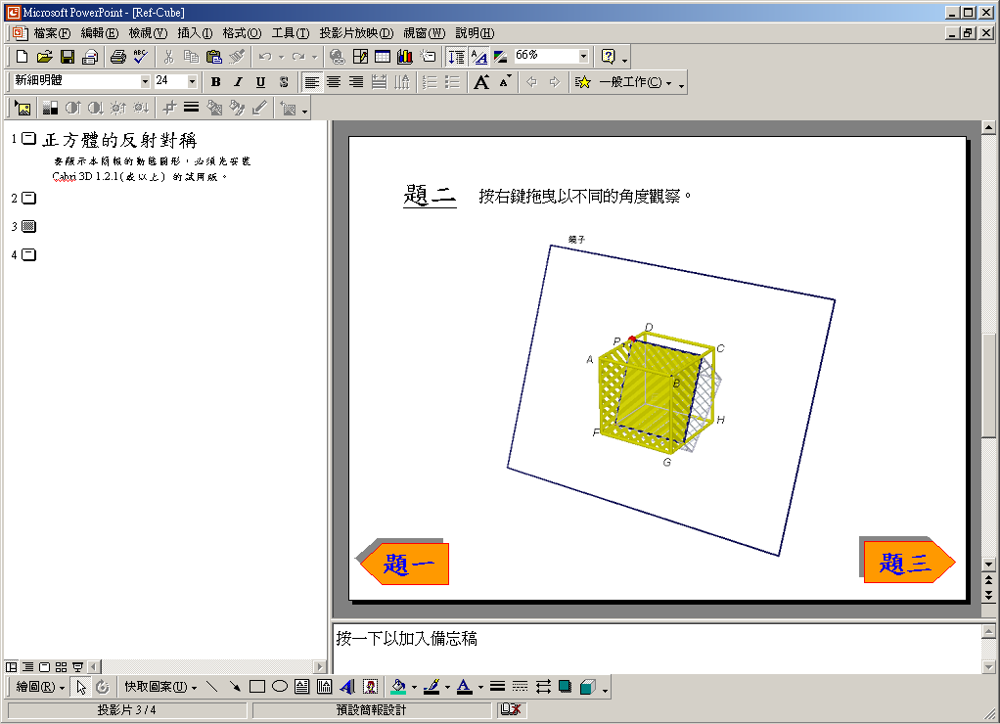 Microsoft PowerPoint - [Ref-Cube]
檔案(F) 編輯(E) 檢視(V) 插入(I) 格式(O) 工具(T) 投影片放映(D) 視窗(W) 說明(H)
66%
新細明體 24 B I U S 一般工作(C)
1 正方體的反射對稱
要顯示本簡報的動態圖形，必須先安裝
Cabri 3D 1.2.1(或以上) 的試用版。
2
3
4
題二 按右鍵拖曳以不同的角度觀察。
鏡子
D
P
C
A
B
H
F
G
題一
題三
按一下以加入備忘稿
繪圖(R) 快取圖案(U)
投影片 3 / 4 預設簡報設計